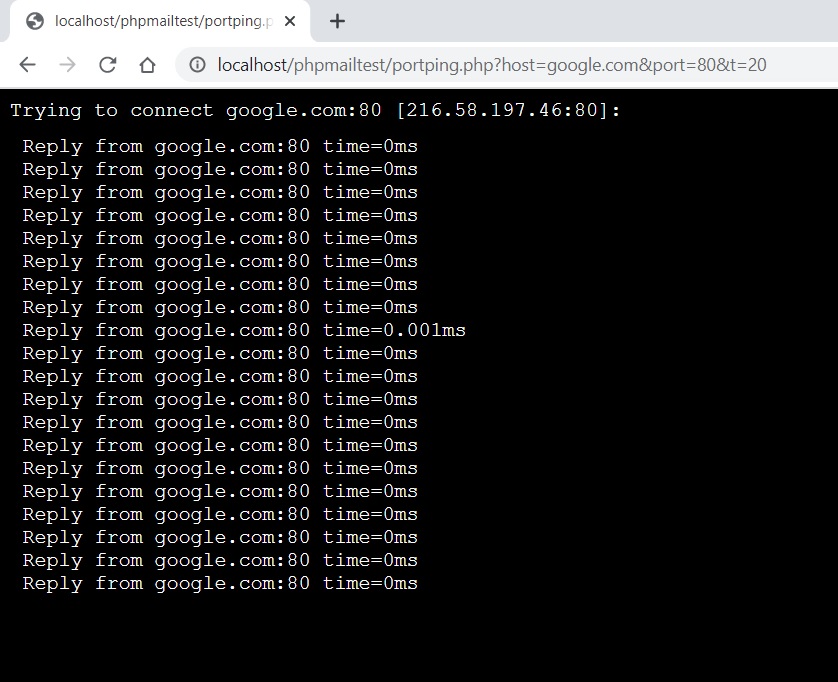 localhost/phpmailtest/portping.p
localhost/phpmailtest/portping.php?host=google.com&port=80&t=20
Trying to connect google.com:80 [216.58.197.46:80]:
Reply from google.com:80 time=0ms
Reply from google.com:80 time=0ms
Reply from google.com:80 time=0ms
Reply from google.com:80 time=0ms
Reply from google.com:80 time=0ms
Reply from google.com:80 time=0ms
Reply from google.com:80 time=0ms
Reply from google.com:80 time=0ms
Reply from google.com:80 time=0.001ms
Reply from google.com:80 time=0ms
Reply from google.com:80 time=0ms
Reply from google.com:80 time=0ms
Reply from google.com:80 time=0ms
Reply from google.com:80 time=0ms
Reply from google.com:80 time=0ms
Reply from google.com:80 time=0ms
Reply from google.com:80 time=0ms
Reply from google.com:80 time=0ms
Reply from google.com:80 time=0ms
Reply from google.com:80 time=0ms